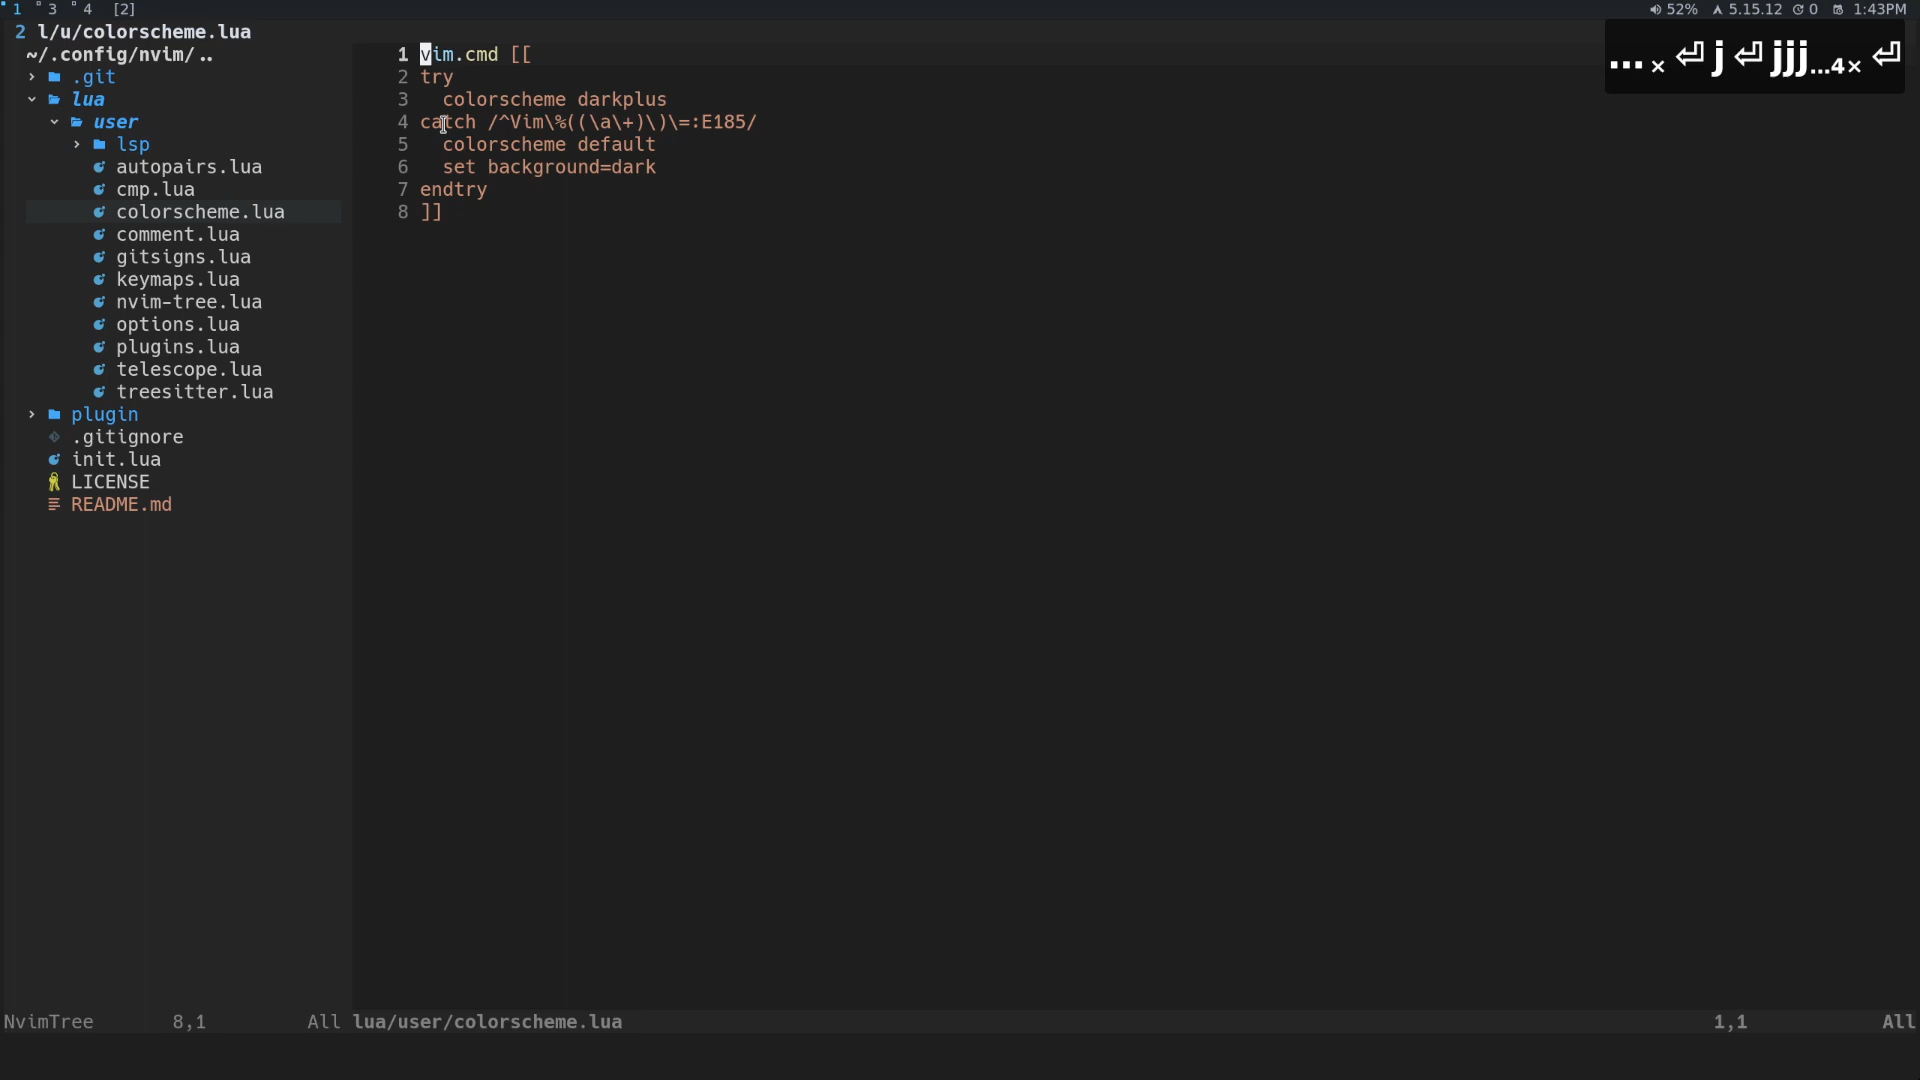 1 3 4 [2]
52% 5.15.12 0 1:43PM
2 l/u/colorscheme.lua
... × ⏎ j ⏎ jjj...4× ⏎
~/.config/nvim/..
.git
lua
user
lsp
autopairs.lua
cmp.lua
colorscheme.lua
comment.lua
gitsigns.lua
keymaps.lua
nvim-tree.lua
options.lua
plugins.lua
telescope.lua
treesitter.lua
plugin
.gitignore
init.lua
LICENSE
README.md
1 vim.cmd [[
2 try
3   colorscheme darkplus
4 catch /^Vim\%((\a\+)\)\=:E185/
5   colorscheme default
6   set background=dark
7 endtry
8 ]]
NvimTree 8,1 All lua/user/colorscheme.lua 1,1 All